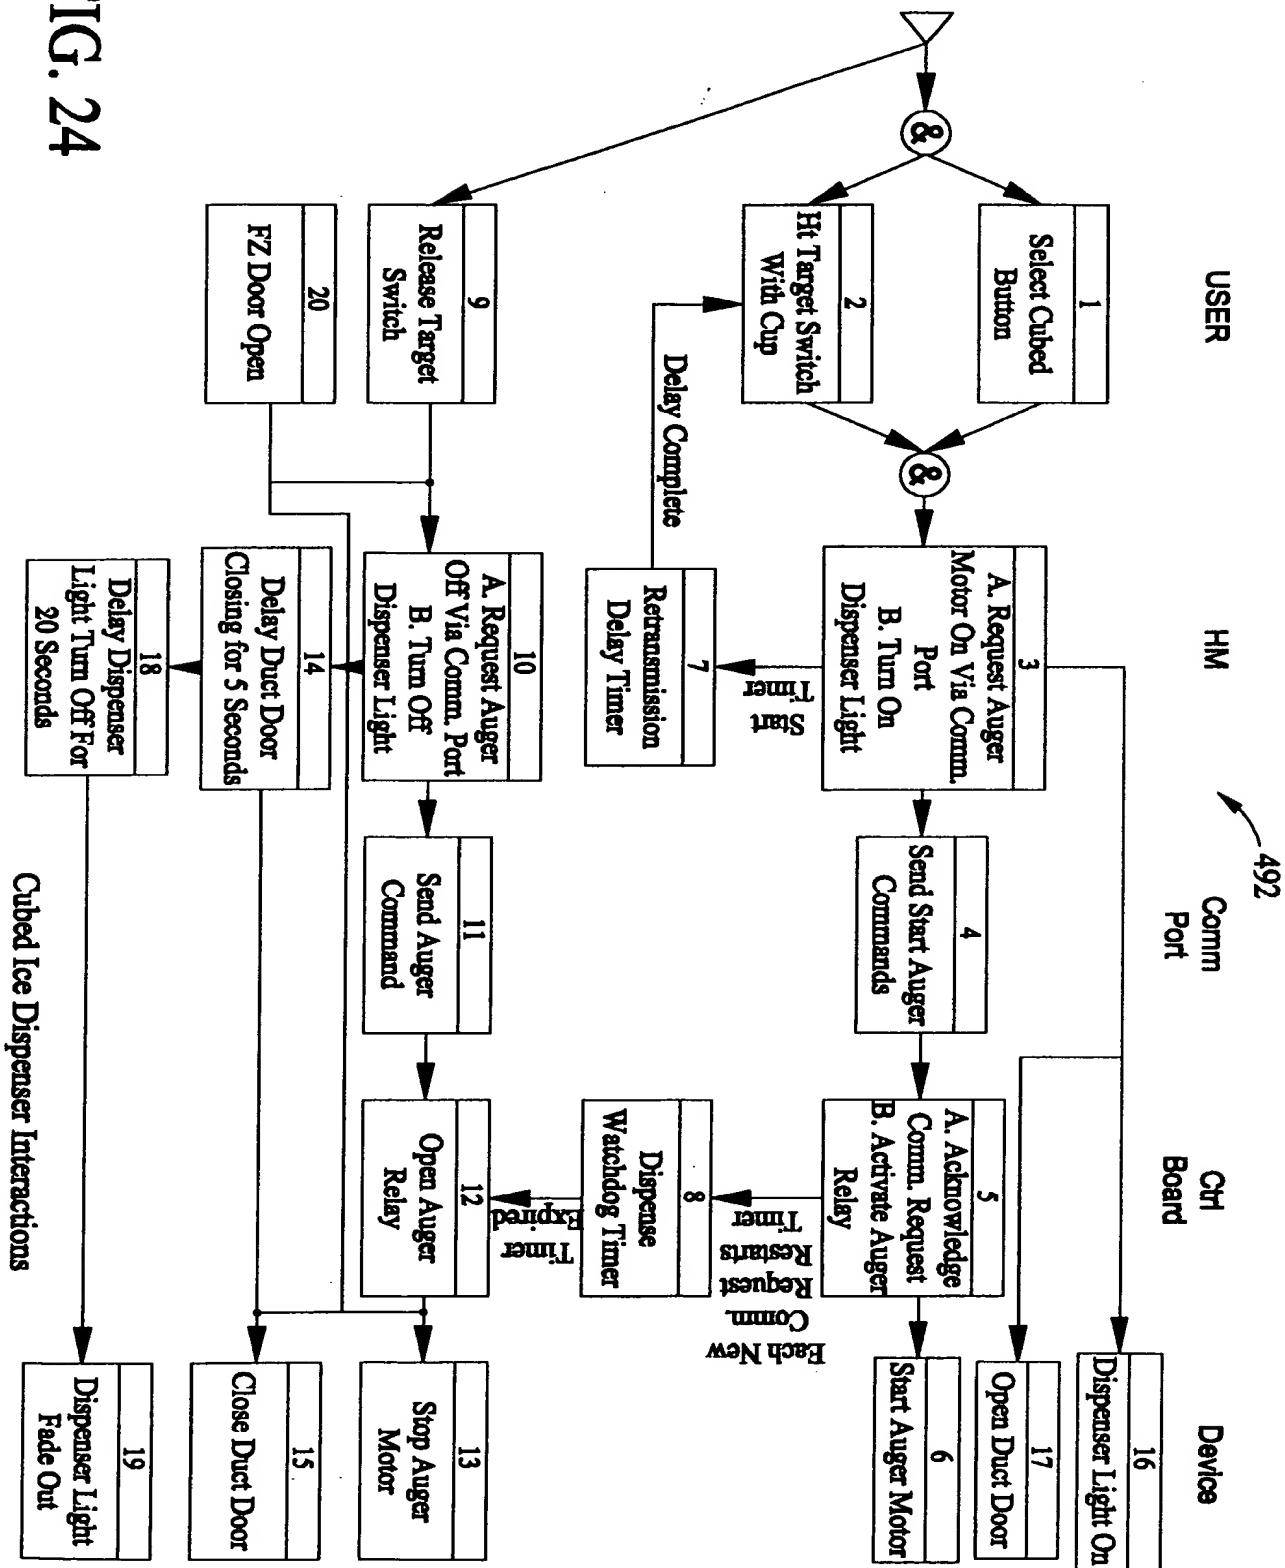 FIG. 24
492
USER
HM
Comm
Port
Ctrl
Board
Device
&
1
Select Cubed
Button
2
Hit Target Switch
With Cup
&
3
A. Request Auger
Motor On Via Comm.
Port
B. Turn On
Dispenser Light
4
Send Start Auger
Commands
5
A. Acknowledge
Comm. Request
B. Activate Auger
Relay
6
Start Auger Motor
16
Dispenser Light On
17
Open Duct Door
Start
Timer
7
Retransmission
Delay Timer
Delay Complete
Each New
Comm.
Request
Restarts
Timer
8
Dispense
Watchdog Timer
Timer
Expired
9
Release Target
Switch
10
A. Request Auger
Off Via Comm. Port
B. Turn Off
Dispenser Light
11
Send Auger
Command
12
Open Auger
Relay
13
Stop Auger
Motor
20
FZ Door Open
14
Delay Duct Door
Closing for 5 Seconds
15
Close Duct Door
18
Delay Dispenser
Light Turn Off For
20 Seconds
19
Dispenser Light
Fade Out
Cubed Ice Dispenser Interactions